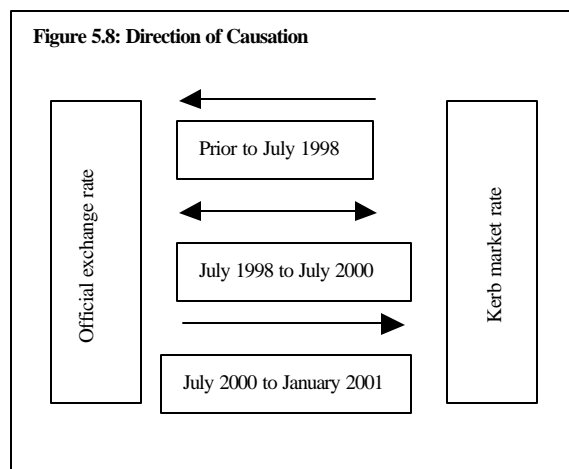 Figure 5.8: Direction of Causation
Official exchange rate
Prior to July 1998
July 1998 to July 2000
July 2000 to January 2001
Kerb market rate